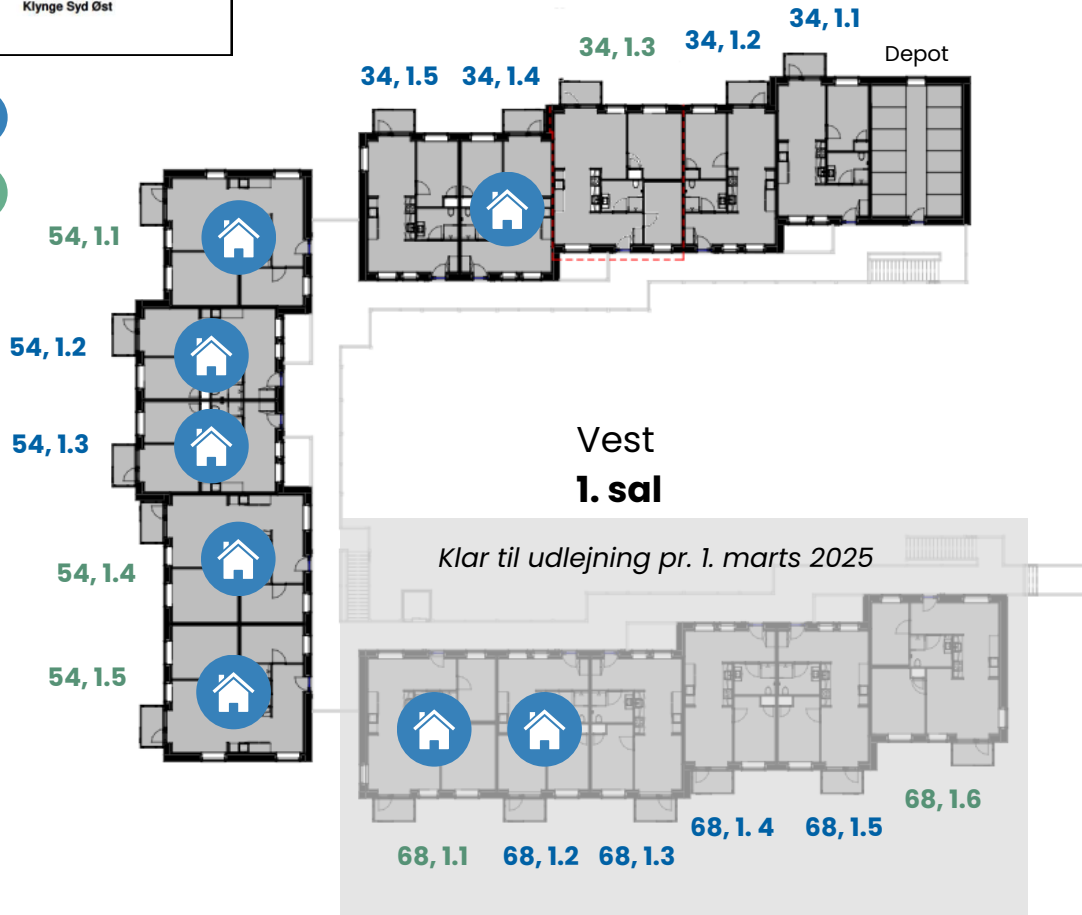 Klynge Syd Øst
34, 1.1
34, 1.2
34, 1.3
34, 1.4
34, 1.5
Depot
54, 1.1
54, 1.2
54, 1.3
54, 1.4
54, 1.5
Vest
1. sal
Klar til udlejning pr. 1. marts 2025
68, 1.1
68, 1.2
68, 1.3
68, 1. 4
68, 1.5
68, 1.6